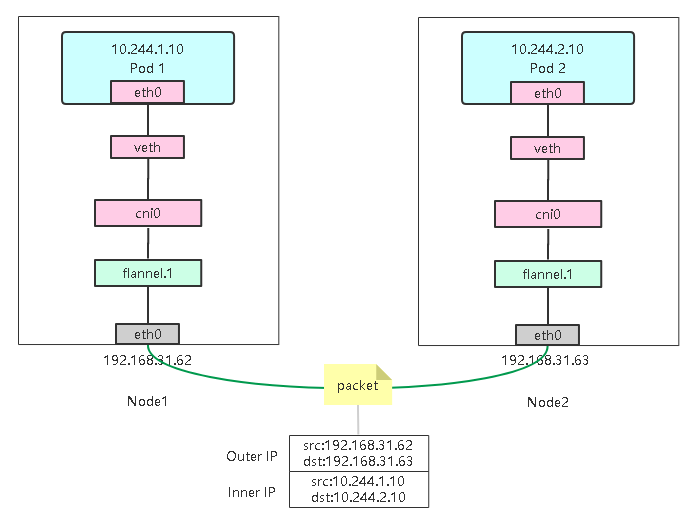 10.244.1.10
Pod 1
eth0
veth
cni0
flannel.1
eth0
192.168.31.62
Node1
10.244.2.10
Pod 2
eth0
veth
cni0
flannel.1
eth0
192.168.31.63
Node2
packet
Outer IP
src:192.168.31.62
dst:192.168.31.63
Inner IP
src:10.244.1.10
dst:10.244.2.10